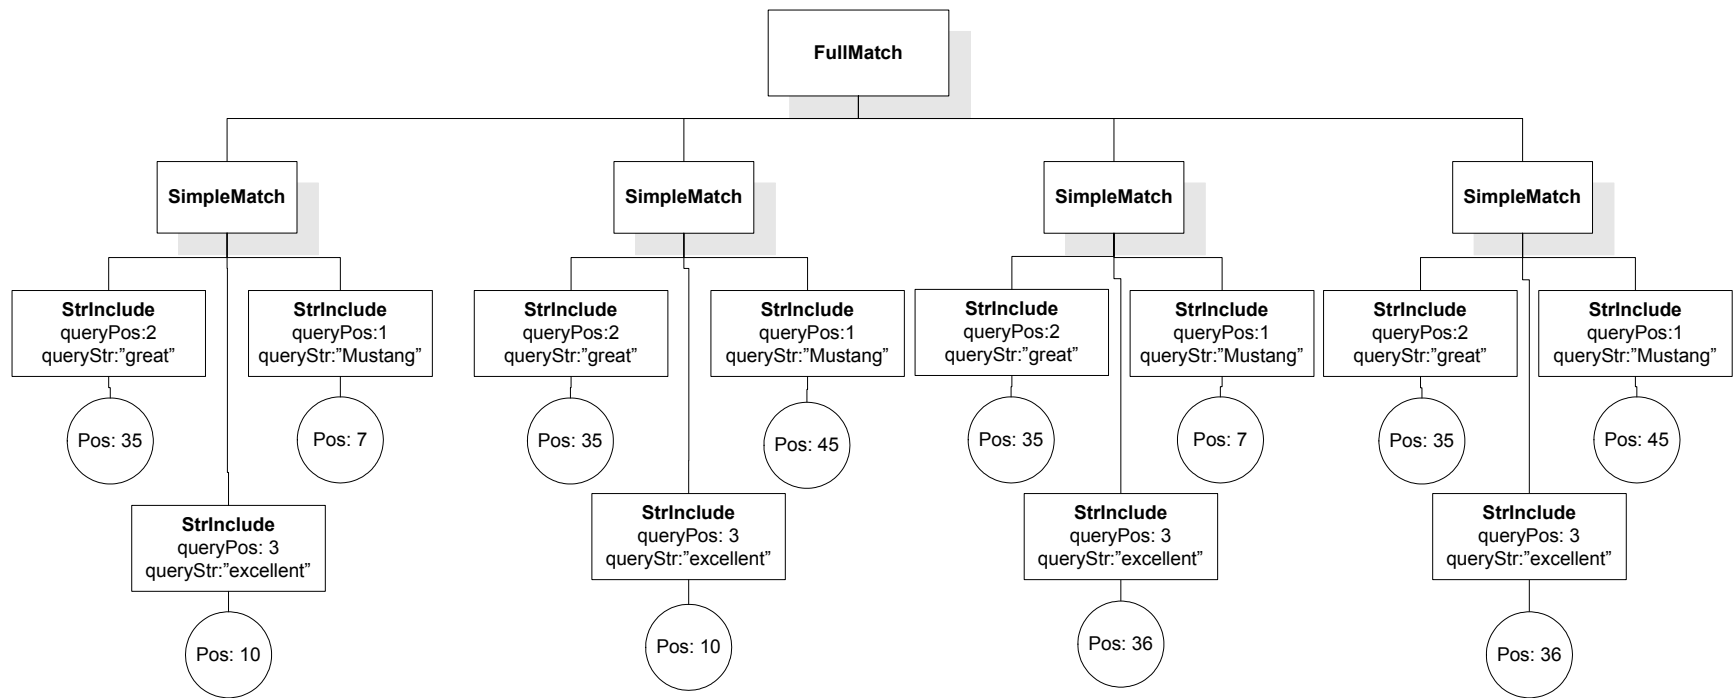 FullMatch
SimpleMatch
SimpleMatch
SimpleMatch
SimpleMatch
StrInclude
queryPos:2
queryStr:”great”
StrInclude
queryPos:1
queryStr:”Mustang”
StrInclude
queryPos:2
queryStr:”great”
StrInclude
queryPos:1
queryStr:”Mustang”
StrInclude
queryPos:2
queryStr:”great”
StrInclude
queryPos:1
queryStr:”Mustang”
StrInclude
queryPos:2
queryStr:”great”
StrInclude
queryPos:1
queryStr:”Mustang”
Pos: 35
Pos: 7
Pos: 35
Pos: 45
Pos: 35
Pos: 7
Pos: 35
Pos: 45
StrInclude
queryPos: 3
queryStr:”excellent”
StrInclude
queryPos: 3
queryStr:”excellent”
StrInclude
queryPos: 3
queryStr:”excellent”
StrInclude
queryPos: 3
queryStr:”excellent”
Pos: 10
Pos: 10
Pos: 36
Pos: 36